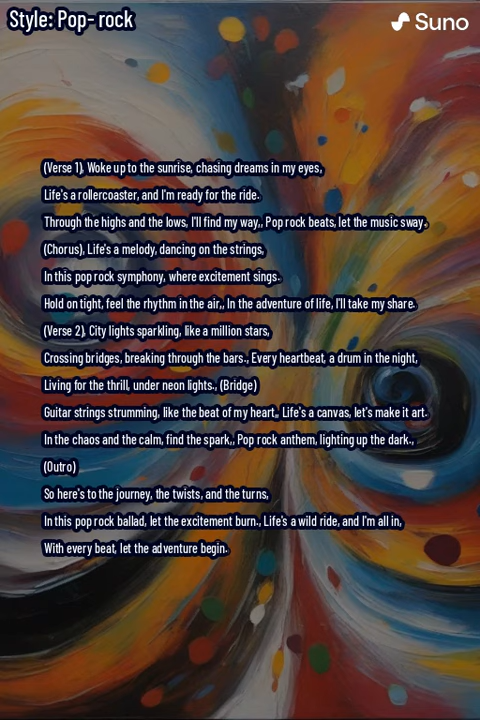 Style: Pop- rock
Suno
(Verse 1), Woke up to the sunrise, chasing dreams in my eyes,
Life's a rollercoaster, and I'm ready for the ride.
Through the highs and the lows, I'll find my way,, Pop rock beats, let the music sway.
(Chorus), Life's a melody, dancing on the strings,
In this pop rock symphony, where excitement sings.
Hold on tight, feel the rhythm in the air,, In the adventure of life, I'll take my share.
(Verse 2), City lights sparkling, like a million stars,
Crossing bridges, breaking through the bars., Every heartbeat, a drum in the night,
Living for the thrill, under neon lights., (Bridge)
Guitar strings strumming, like the beat of my heart,, Life's a canvas, let's make it art.
In the chaos and the calm, find the spark,, Pop rock anthem, lighting up the dark.,
(Outro)
So here's to the journey, the twists, and the turns,
In this pop rock ballad, let the excitement burn., Life's a wild ride, and I'm all in,
With every beat, let the adventure begin.